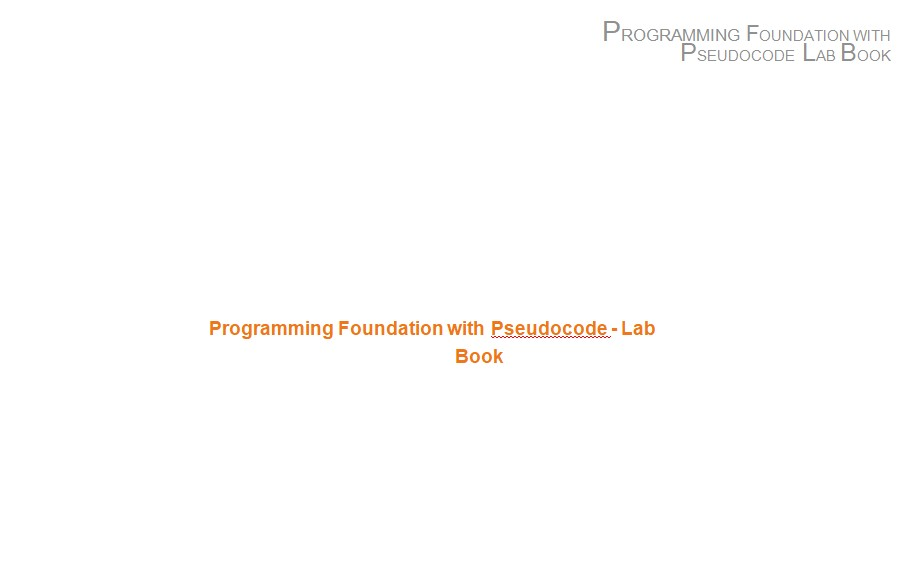 Programming Foundation with
Pseudocode Lab Book
Programming Foundation with Pseudocode - Lab
Book